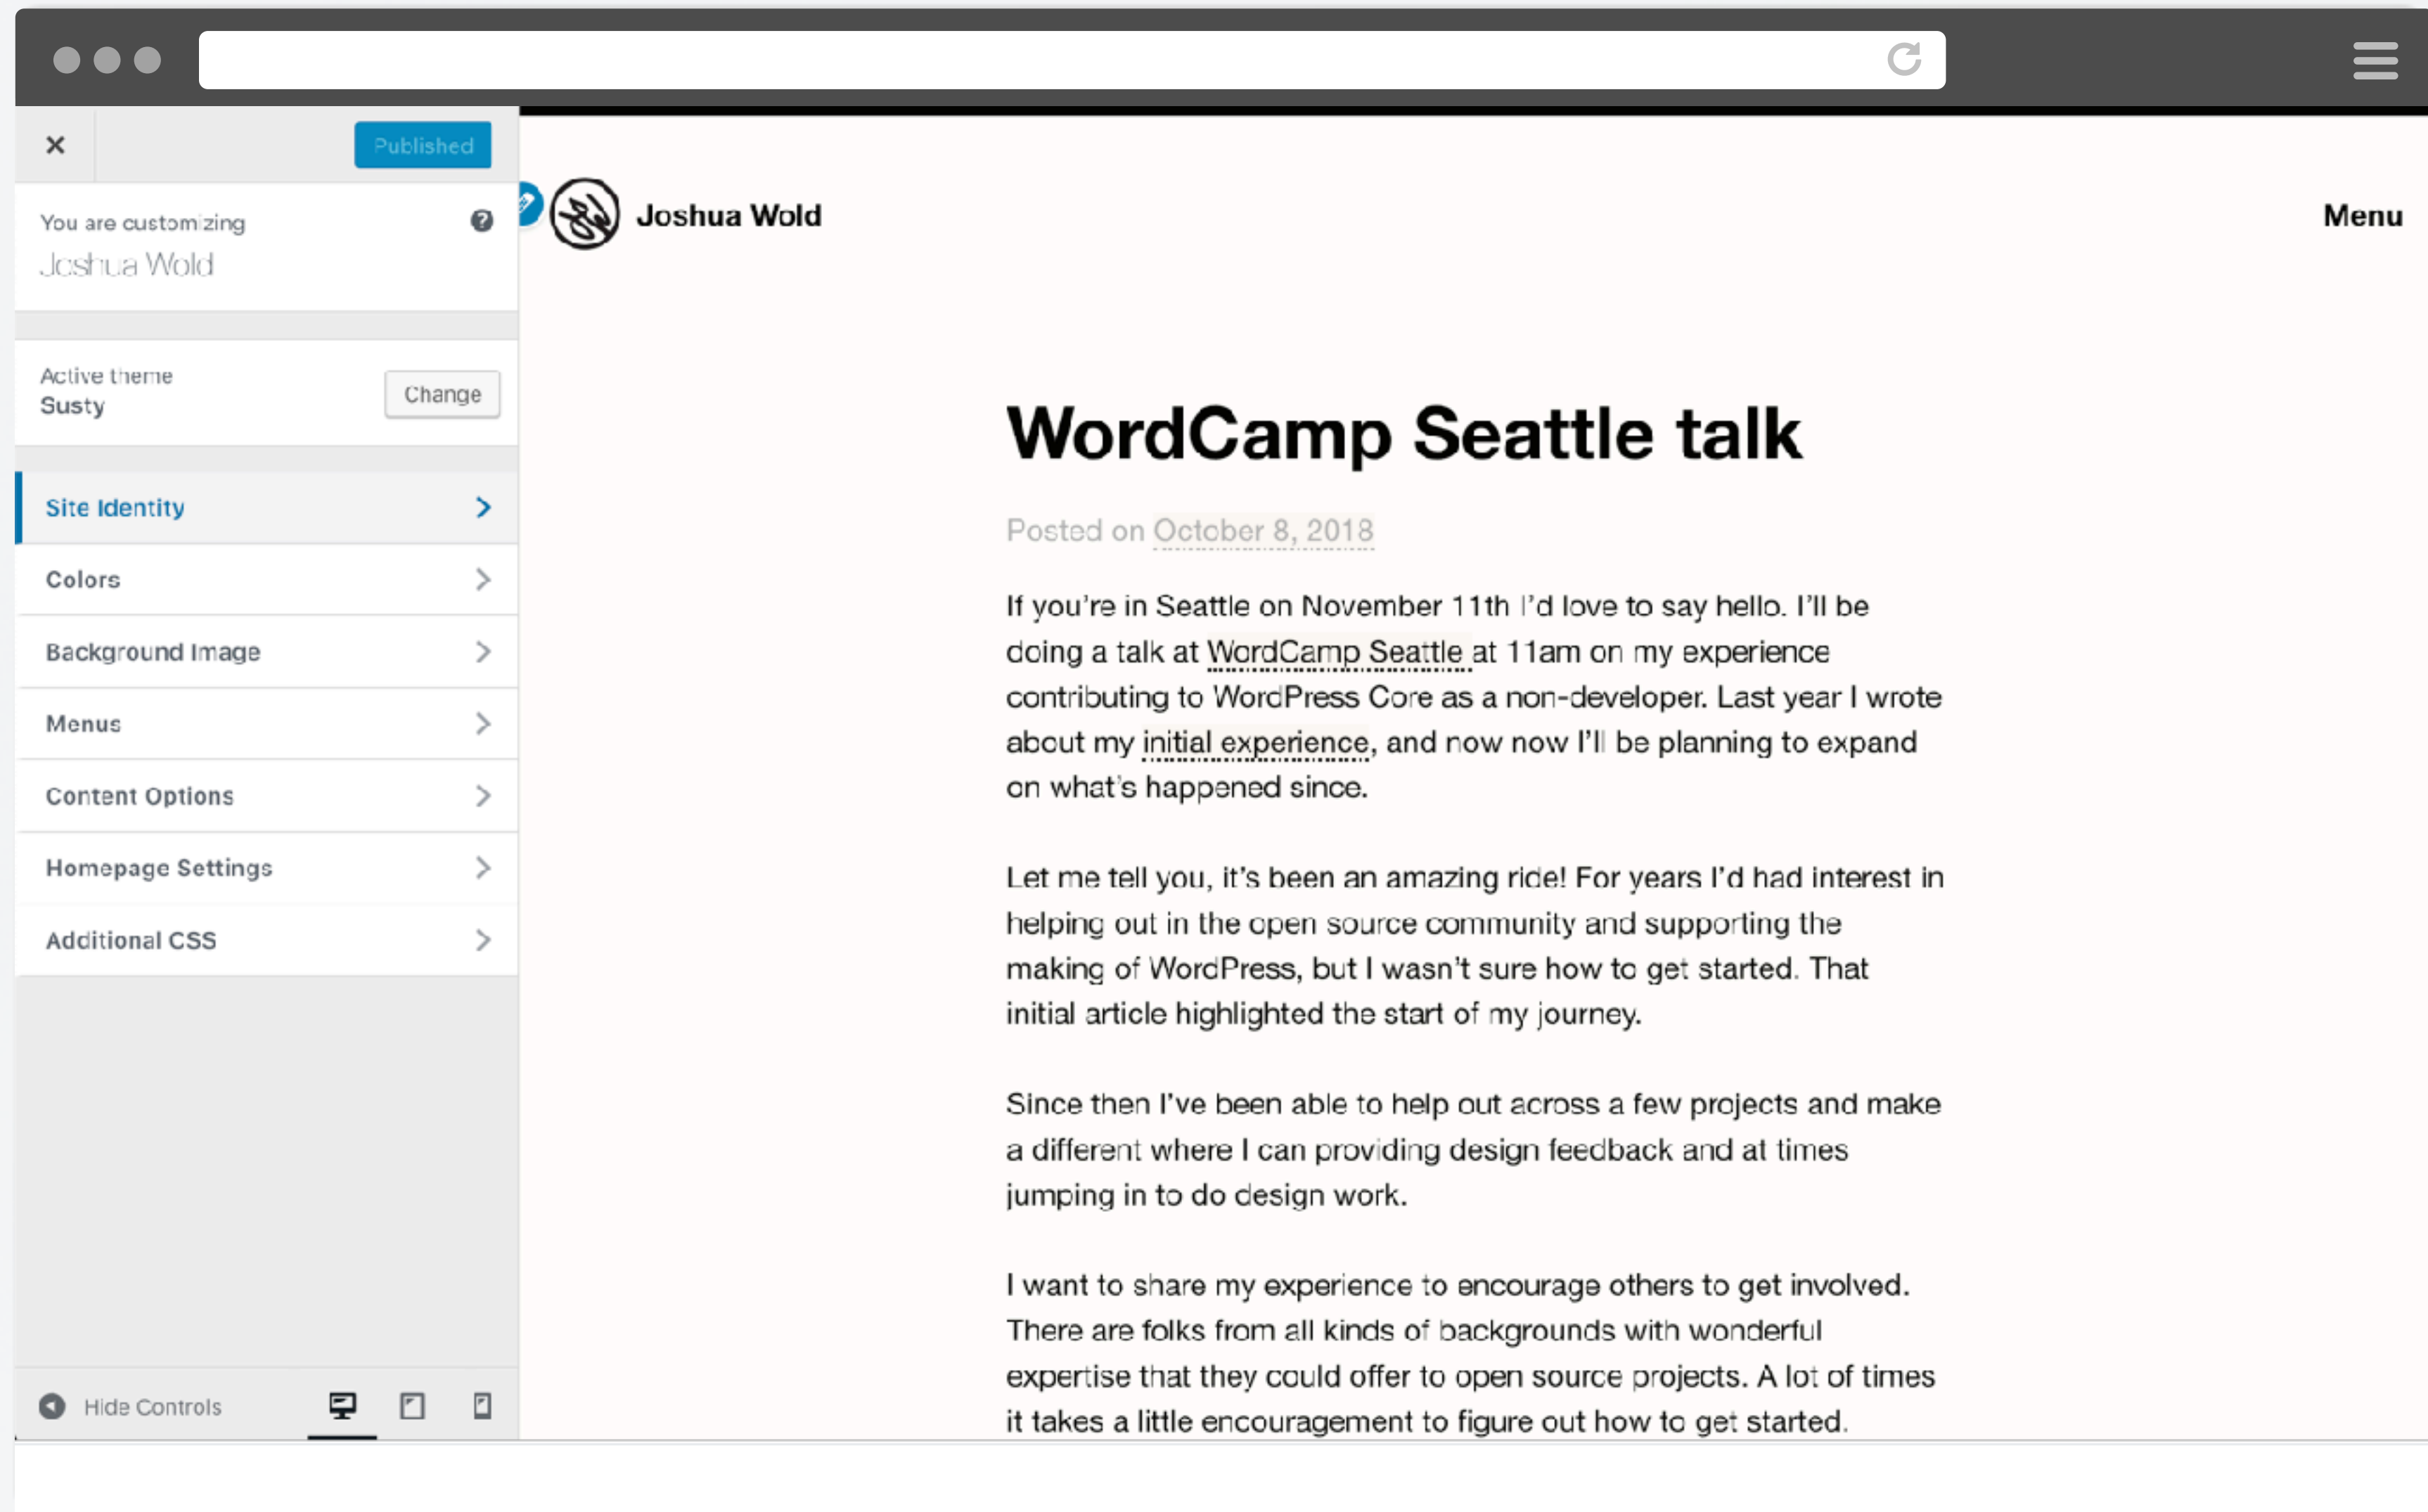 Published
You are customizing
Joshua Wold
Active theme
Susty
Change
Site Identity
Colors
Background Image
Menus
Content Options
Homepage Settings
Additional CSS
Hide Controls
Joshua Wold
Menu
WordCamp Seattle talk
Posted on October 8, 2018
If you’re in Seattle on November 11th I’d love to say hello. I’ll be
doing a talk at WordCamp Seattle at 11am on my experience
contributing to WordPress Core as a non-developer. Last year I wrote
about my initial experience, and now now I’ll be planning to expand
on what’s happened since.
Let me tell you, it’s been an amazing ride! For years I’d had interest in
helping out in the open source community and supporting the
making of WordPress, but I wasn’t sure how to get started. That
initial article highlighted the start of my journey.
Since then I’ve been able to help out across a few projects and make
a different where I can providing design feedback and at times
jumping in to do design work.
I want to share my experience to encourage others to get involved.
There are folks from all kinds of backgrounds with wonderful
expertise that they could offer to open source projects. A lot of times
it takes a little encouragement to figure out how to get started.